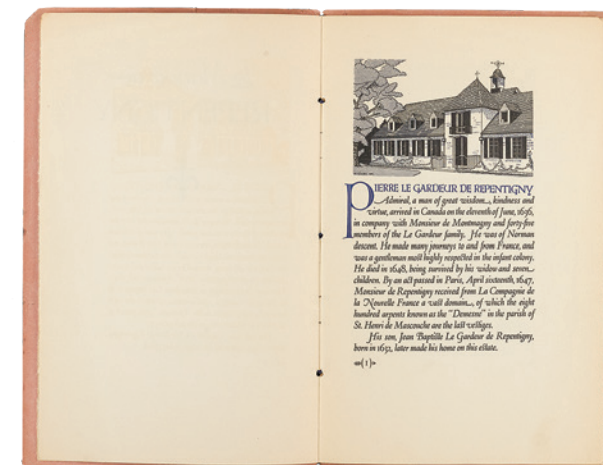 PIERRE LE GARDEUR DE REPENTIGNY
Admiral, a man of great wisdom, kindness and
virtue, arrived in Canada on the eleventh of June, 1636,
in company with Monsieur de Montmagny and forty-five
members of the Le Gardeur family. He was of Norman
descent. He made many journeys to and from France, and
was a gentleman most highly respected in the infant colony.
He died in 1648, being survived by his widow and seven
children. By an act passed in Paris, April sixteenth, 1647,
Monsieur de Repentigny received from La Compagnie de
la Nouvelle France a vast domain, of which the eight
hundred arpents known as the "Demesne" in the parish of
St. Henri de Mascouche are the last vestiges.
His son, Jean Baptiste Le Gardeur de Repentigny,
born in 1632, later made his home on this estate.
(1)